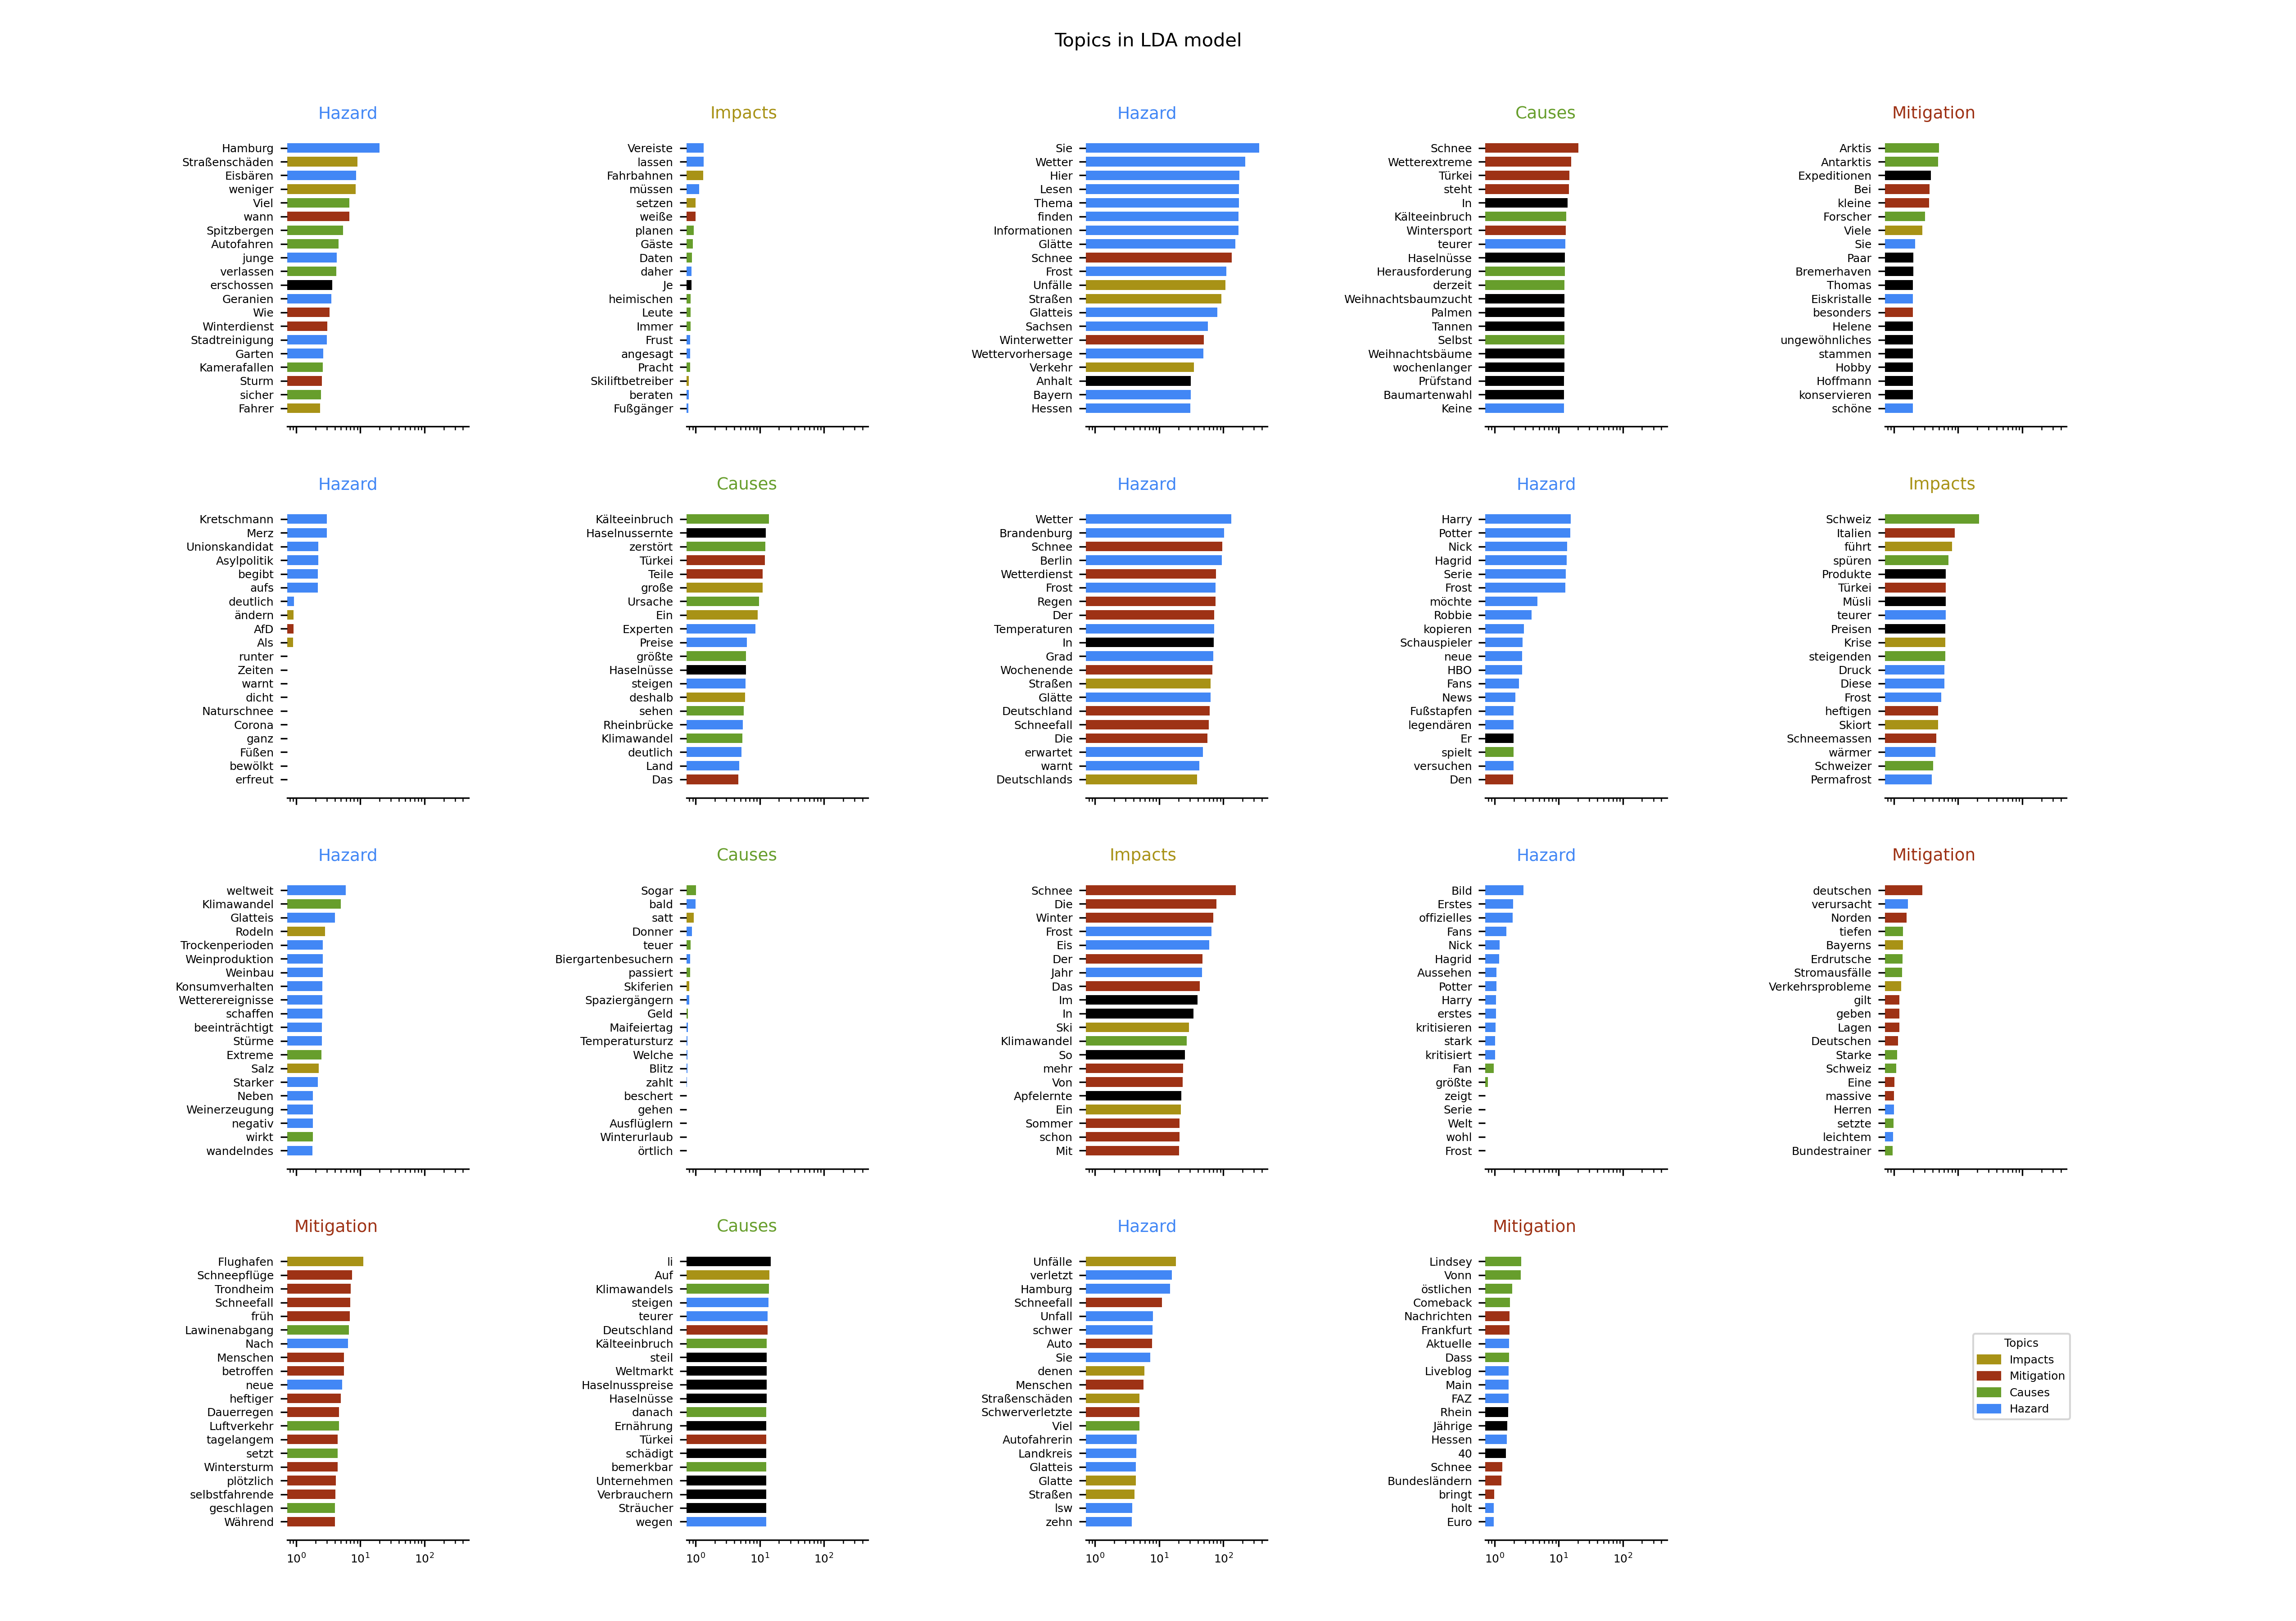 Topics in LDA model
Hazard
Hamburg
Straßenschäden
Eisbären
weniger
Viel
wann
Spitzbergen
Autofahren
junge
verlassen
erschossen
Geranien
Wie
Winterdienst
Stadtreinigung
Garten
Kamerafallen
Sturm
sicher
Fahrer
Impacts
Vereiste
lassen
Fahrbahnen
müssen
setzen
weiße
planen
Gäste
Daten
daher
Je
heimischen
Leute
Immer
Frust
angesagt
Pracht
Skiliftbetreiber
beraten
Fußgänger
Hazard
Sie
Wetter
Hier
Lesen
Thema
finden
Informationen
Glätte
Schnee
Frost
Unfälle
Straßen
Glatteis
Sachsen
Winterwetter
Wettervorhersage
Verkehr
Anhalt
Bayern
Hessen
Causes
Schnee
Wetterextreme
Türkei
steht
In
Kälteeinbruch
Wintersport
teurer
Haselnüsse
Herausforderung
derzeit
Weihnachtsbaumzucht
Palmen
Tannen
Selbst
Weihnachtsbäume
wochenlanger
Prüfstand
Baumartenwahl
Keine
Mitigation
Arktis
Antarktis
Expeditionen
Bei
kleine
Forscher
Viele
Sie
Paar
Bremerhaven
Thomas
Eiskristalle
besonders
Helene
ungewöhnliches
stammen
Hobby
Hoffmann
konservieren
schöne
Hazard
Kretschmann
Merz
Unionskandidat
Asylpolitik
begibt
aufs
deutlich
ändern
AfD
Als
runter
Zeiten
warnt
dicht
Naturschnee
Corona
ganz
Füßen
bewölkt
erfreut
Causes
Kälteeinbruch
Haselnussernte
zerstört
Türkei
Teile
große
Ursache
Ein
Experten
Preise
größte
Haselnüsse
steigen
deshalb
sehen
Rheinbrücke
Klimawandel
deutlich
Land
Das
Hazard
Wetter
Brandenburg
Schnee
Berlin
Wetterdienst
Frost
Regen
Der
Temperaturen
In
Grad
Wochenende
Straßen
Glätte
Deutschland
Schneefall
Die
erwartet
warnt
Deutschlands
Hazard
Harry
Potter
Nick
Hagrid
Serie
Frost
möchte
Robbie
kopieren
Schauspieler
neue
HBO
Fans
News
Fußstapfen
legendären
Er
spielt
versuchen
Den
Impacts
Schweiz
Italien
führt
spüren
Produkte
Türkei
Müsli
teurer
Preisen
Krise
steigenden
Druck
Diese
Frost
heftigen
Skiort
Schneemassen
wärmer
Schweizer
Permafrost
Hazard
weltweit
Klimawandel
Glatteis
Rodeln
Trockenperioden
Weinproduktion
Weinbau
Konsumverhalten
Wetterereignisse
schaffen
beeinträchtigt
Stürme
Extreme
Salz
Starker
Neben
Weinerzeugung
negativ
wirkt
wandelndes
Causes
Sogar
bald
satt
Donner
teuer
Biergartenbesuchern
passiert
Skiferien
Spaziergängern
Geld
Maifeiertag
Temperatursturz
Welche
Blitz
zahlt
beschert
gehen
Ausflüglern
Winterurlaub
örtlich
Impacts
Schnee
Die
Winter
Frost
Eis
Der
Jahr
Das
Im
In
Ski
Klimawandel
So
mehr
Von
Apfelernte
Ein
Sommer
schon
Mit
Hazard
Bild
Erstes
offizielles
Fans
Nick
Hagrid
Aussehen
Potter
Harry
erstes
kritisieren
stark
kritisiert
Fan
größte
zeigt
Serie
Welt
wohl
Frost
Mitigation
deutschen
verursacht
Norden
tiefen
Bayerns
Erdrutsche
Stromausfälle
Verkehrsprobleme
gilt
geben
Lagen
Deutschen
Starke
Schweiz
Eine
massive
Herren
setzte
leichtem
Bundestrainer
Mitigation
Flughafen
Schneepflüge
Trondheim
Schneefall
früh
Lawinenabgang
Nach
Menschen
betroffen
neue
heftiger
Dauerregen
Luftverkehr
tagelangem
setzt
Wintersturm
plötzlich
selbstfahrende
geschlagen
Während
10⁰ 10¹ 10²
Causes
li
Auf
Klimawandels
steigen
teurer
Deutschland
Kälteeinbruch
steil
Weltmarkt
Haselnusspreise
Haselnüsse
danach
Ernährung
Türkei
schädigt
bemerkbar
Unternehmen
Verbrauchern
Sträucher
wegen
10⁰ 10¹ 10²
Hazard
Unfälle
verletzt
Hamburg
Schneefall
Unfall
schwer
Auto
Sie
denen
Menschen
Straßenschäden
Schwerverletzte
Viel
Autofahrerin
Landkreis
Glatteis
Glatte
Straßen
lsw
zehn
10⁰ 10¹ 10²
Mitigation
Lindsey
Vonn
östlichen
Comeback
Nachrichten
Frankfurt
Aktuelle
Dass
Liveblog
Main
FAZ
Rhein
Jährige
Hessen
40
Schnee
Bundesländern
bringt
holt
Euro
10⁰ 10¹ 10²
Topics
Impacts
Mitigation
Causes
Hazard